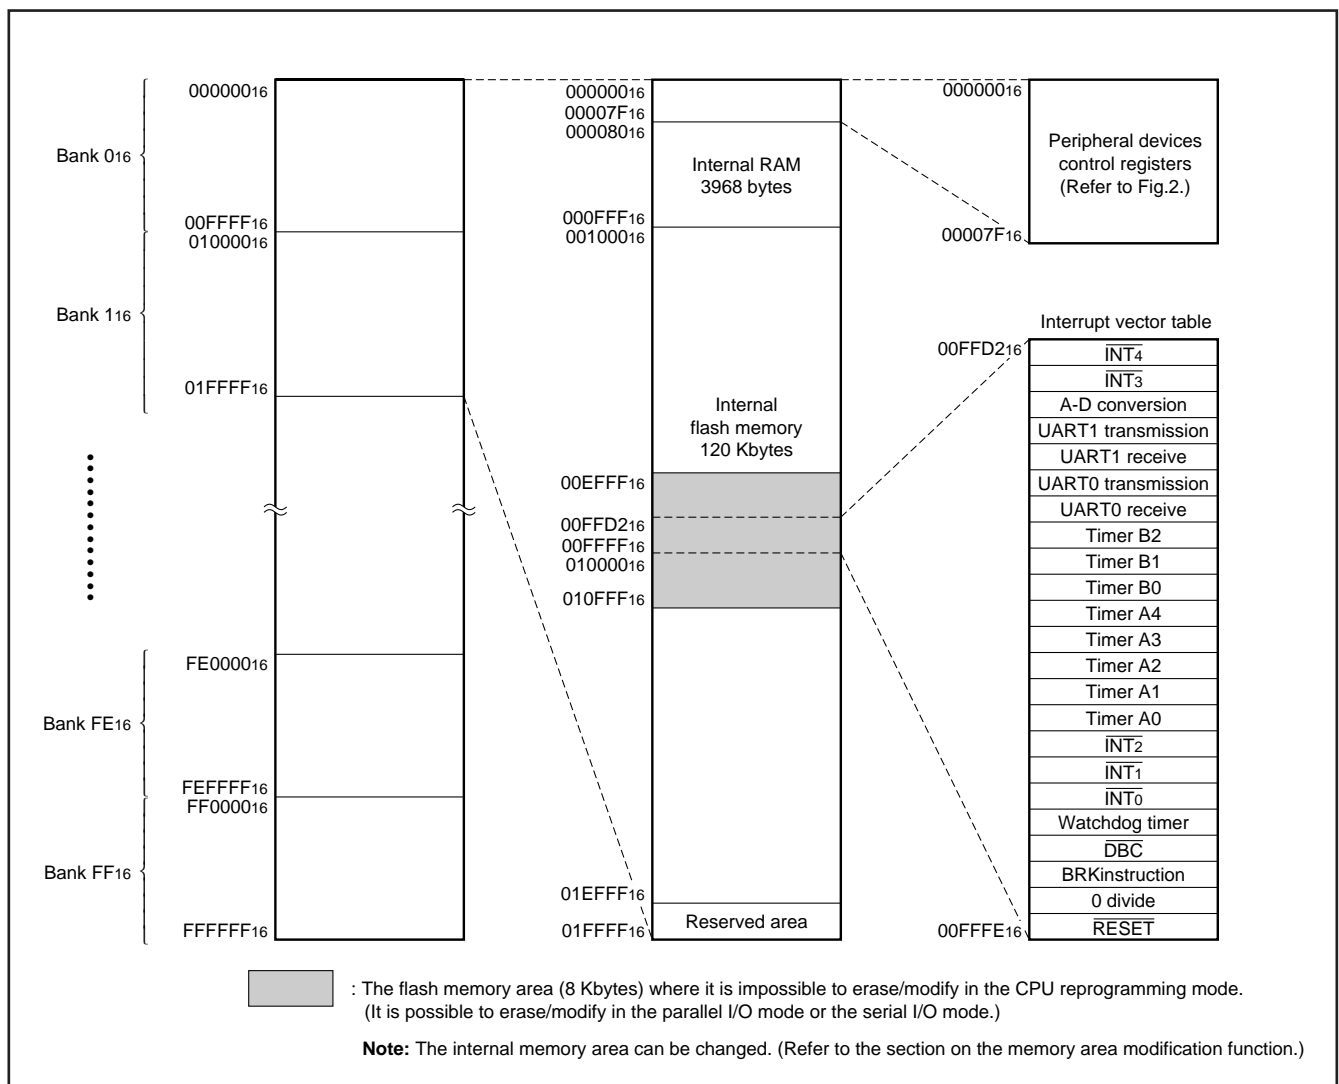 Bank 016
Bank 116
Bank FE16
Bank FF16
00000016
00FFFF16
01000016
01FFFF16
FE000016
FEFFFF16
FF000016
FFFFFF16
00000016
00007F16
00008016
Internal RAM
3968 bytes
000FFF16
00100016
Internal
flash memory
120 Kbytes
00EFFF16
00FFD216
00FFFF16
01000016
010FFF16
01EFFF16
Reserved area
01FFFF16
00000016
Peripheral devices
control registers
(Refer to Fig.2.)
00007F16
Interrupt vector table
00FFD216
INT4
INT3
A-D conversion
UART1 transmission
UART1 receive
UART0 transmission
UART0 receive
Timer B2
Timer B1
Timer B0
Timer A4
Timer A3
Timer A2
Timer A1
Timer A0
INT2
INT1
INT0
Watchdog timer
DBC
BRKinstruction
0 divide
00FFFE16
RESET
: The flash memory area (8 Kbytes) where it is impossible to erase/modify in the CPU reprogramming mode.
(It is possible to erase/modify in the parallel I/O mode or the serial I/O mode.)
Note: The internal memory area can be changed. (Refer to the section on the memory area modification function.)